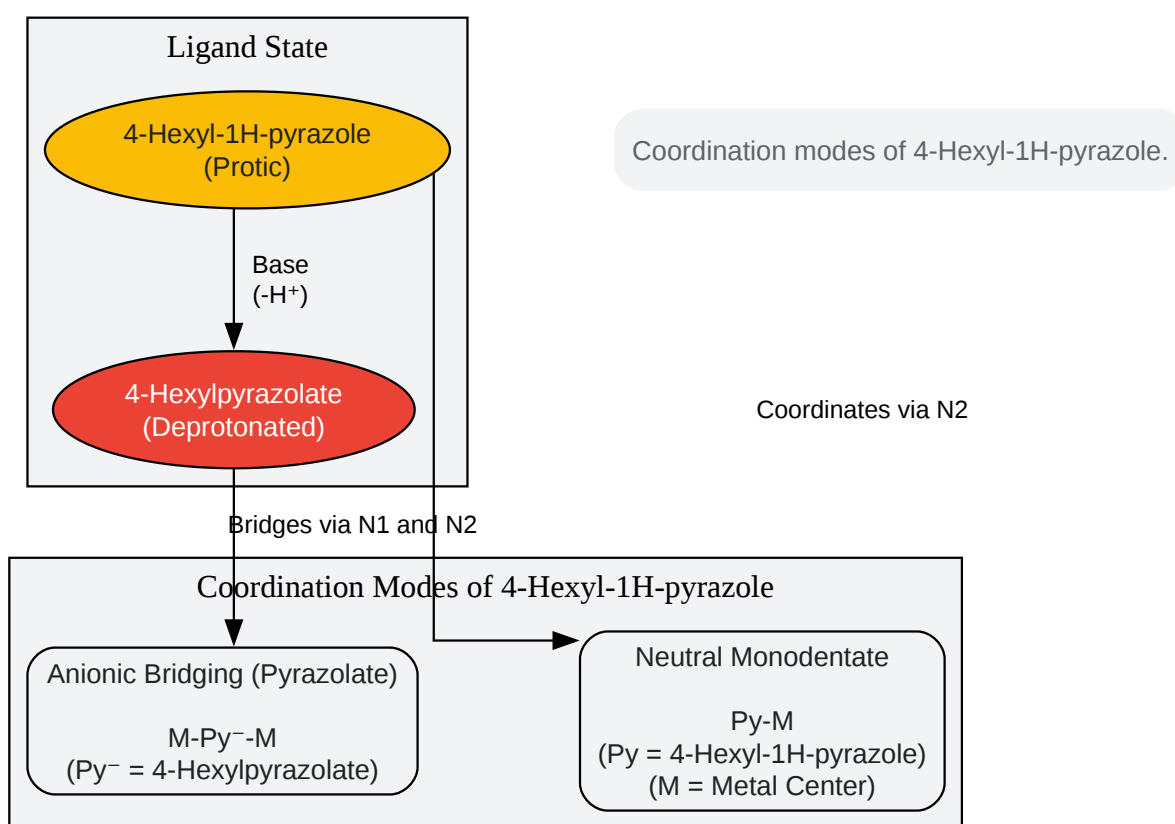 Ligand State
4-Hexyl-1H-pyrazole
(Protic)
Coordination modes of 4-Hexyl-1H-pyrazole.
Base
(-H⁺)
4-Hexylpyrazolate
(Deprotonated)
Coordinates via N2
Bridges via N1 and N2
Coordination Modes of 4-Hexyl-1H-pyrazole
Anionic Bridging (Pyrazolate)
M-Py⁻-M
(Py⁻ = 4-Hexylpyrazolate)
Neutral Monodentate
Py-M
(Py = 4-Hexyl-1H-pyrazole)
(M = Metal Center)